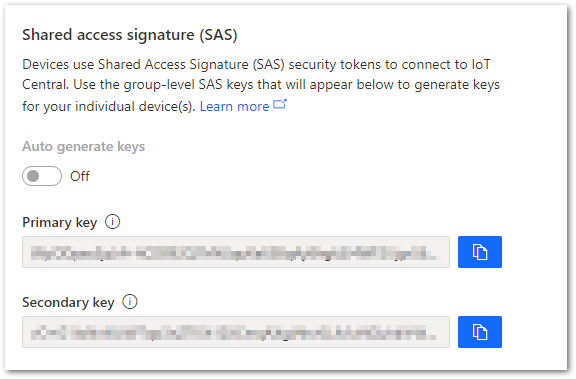 Shared access signature (SAS)
Devices use Shared Access Signature (SAS) security tokens to connect to IoT
Central. Use the group-level SAS keys that will appear below to generate keys
for your individual device(s). Learn more
Auto generate keys
Off
Primary key
Secondary key